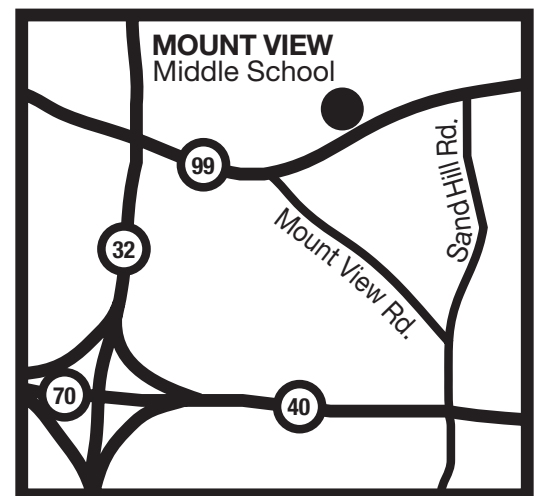 MOUNT VIEW
Middle School
99
Sand Hill Rd.
32
Mount View Rd.
70
40